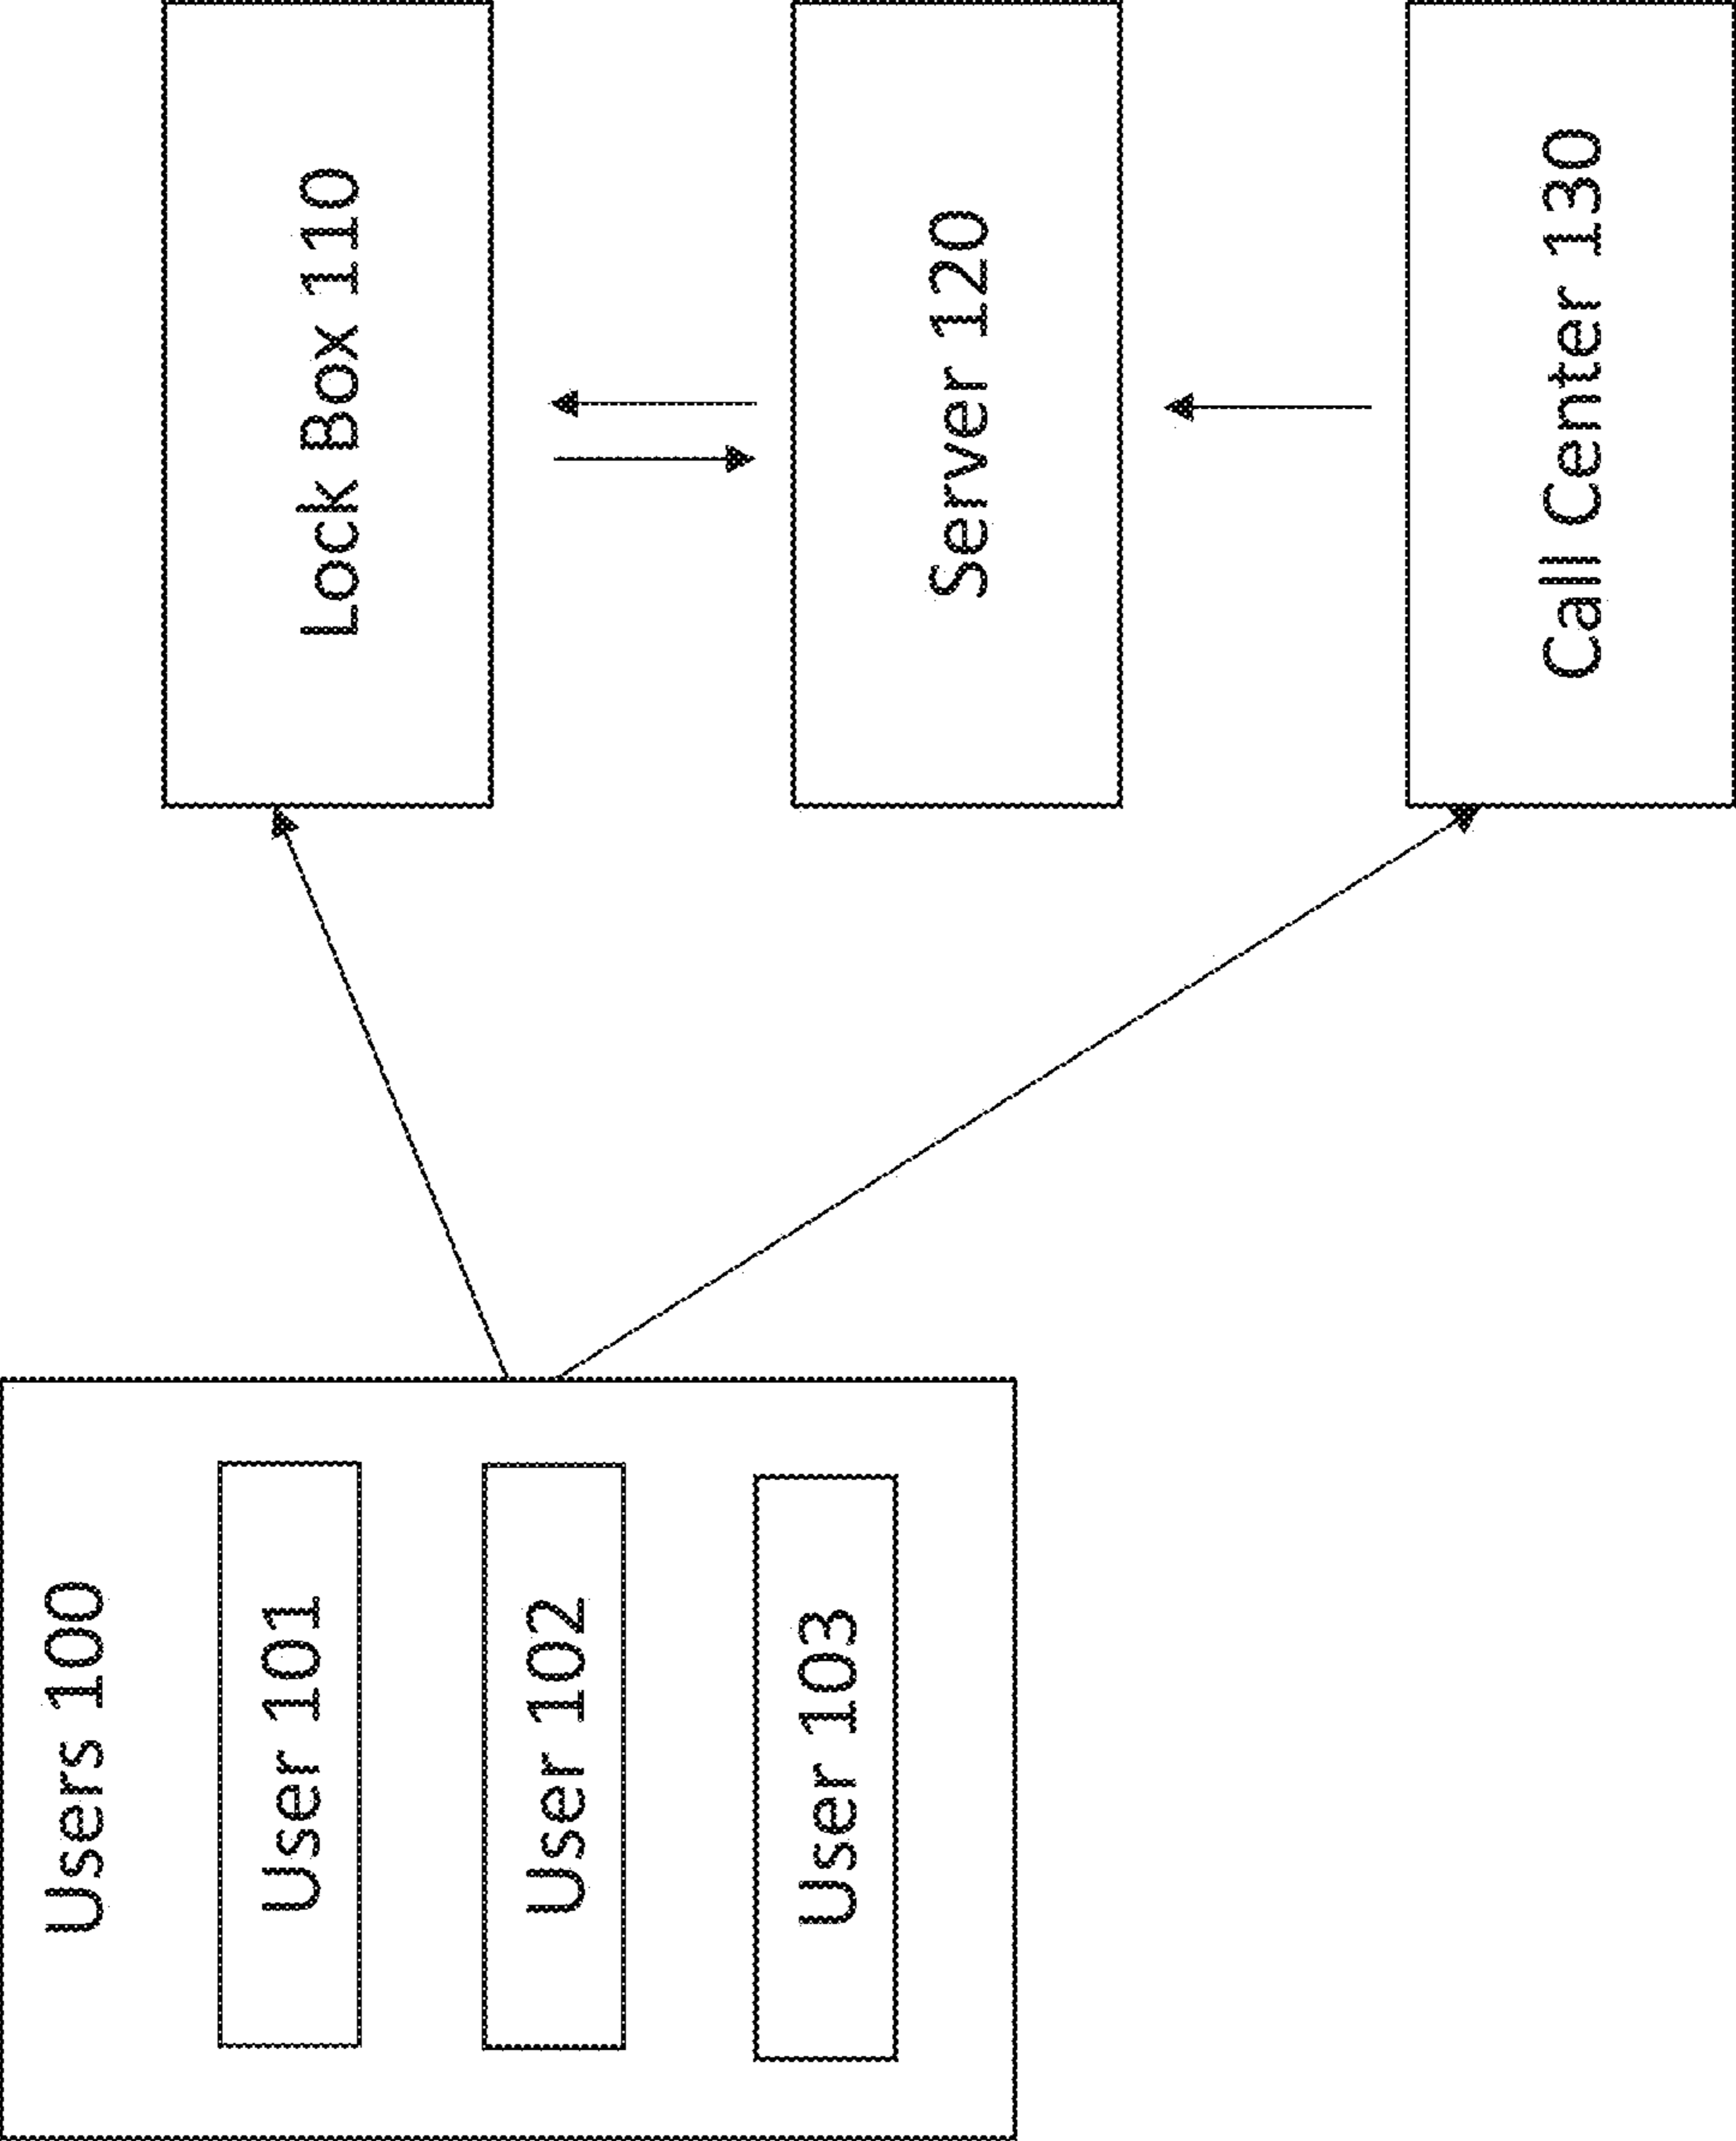 Users 100
User 101
User 102
User 103
Lock Box 110
Server 120
Call Center 130